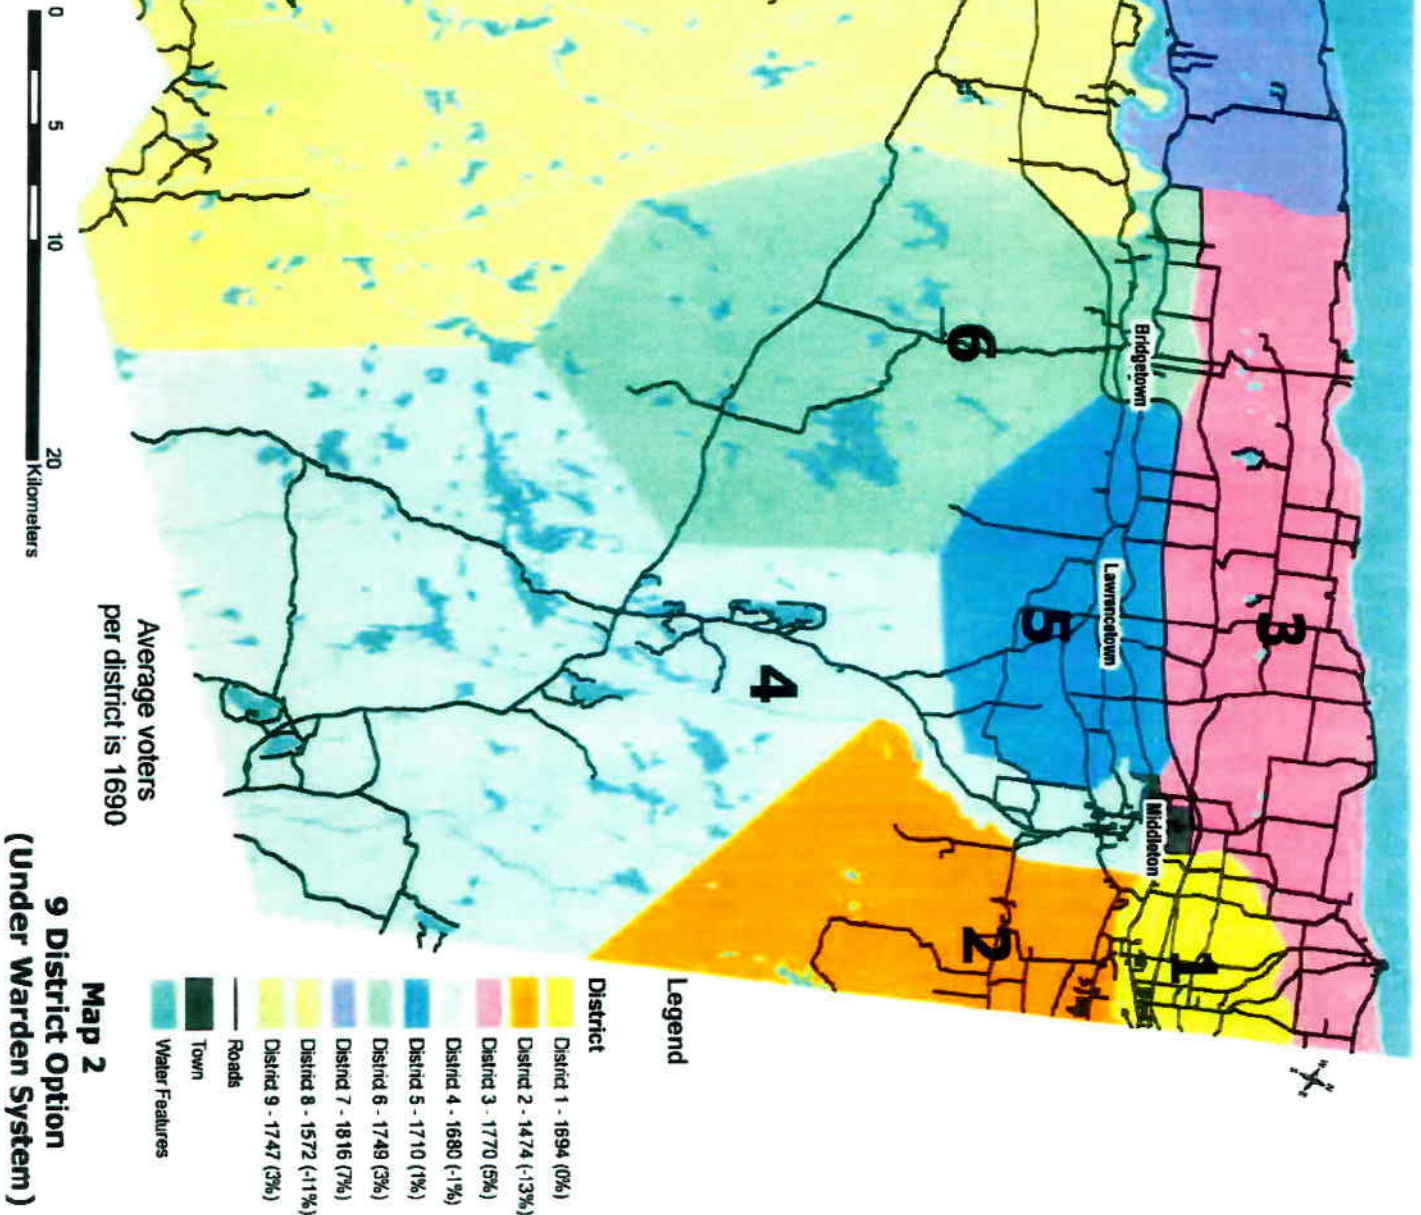 Bridgetown
Lawrencetown
Middleton
6
5
3
4
2
1
0 5 10 20
Kilometers
Average voters
per district is 1690
Legend
District
District 1 - 1694 (0%)
District 2 - 1474 (-13%)
District 3 - 1770 (5%)
District 4 - 1680 (-1%)
District 5 - 1710 (1%)
District 6 - 1749 (3%)
District 7 - 1816 (7%)
District 8 - 1572 (-11%)
District 9 - 1747 (3%)
Roads
Town
Water Features
Map 2
9 District Option
(Under Warden System)